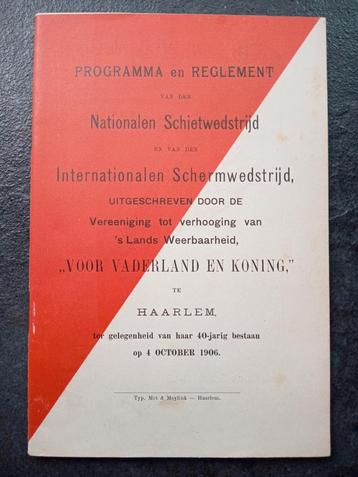 PROGRAMMA en REGLEMENT
VAN DEN
Nationalen Schietwedstrijd
EN VAN DEN
Internationalen Schermwedstrijd,
UITGESCHREVEN DOOR DE
Vereeniging tot verhooging van
's Lands Weerbaarheid,
„VOOR VADERLAND EN KONING,”
TE
HAARLEM,
ter gelegenheid van haar 40-jarig bestaan
op 4 OCTOBER 1906.
Typ. Met & Meylink — Haarlem.